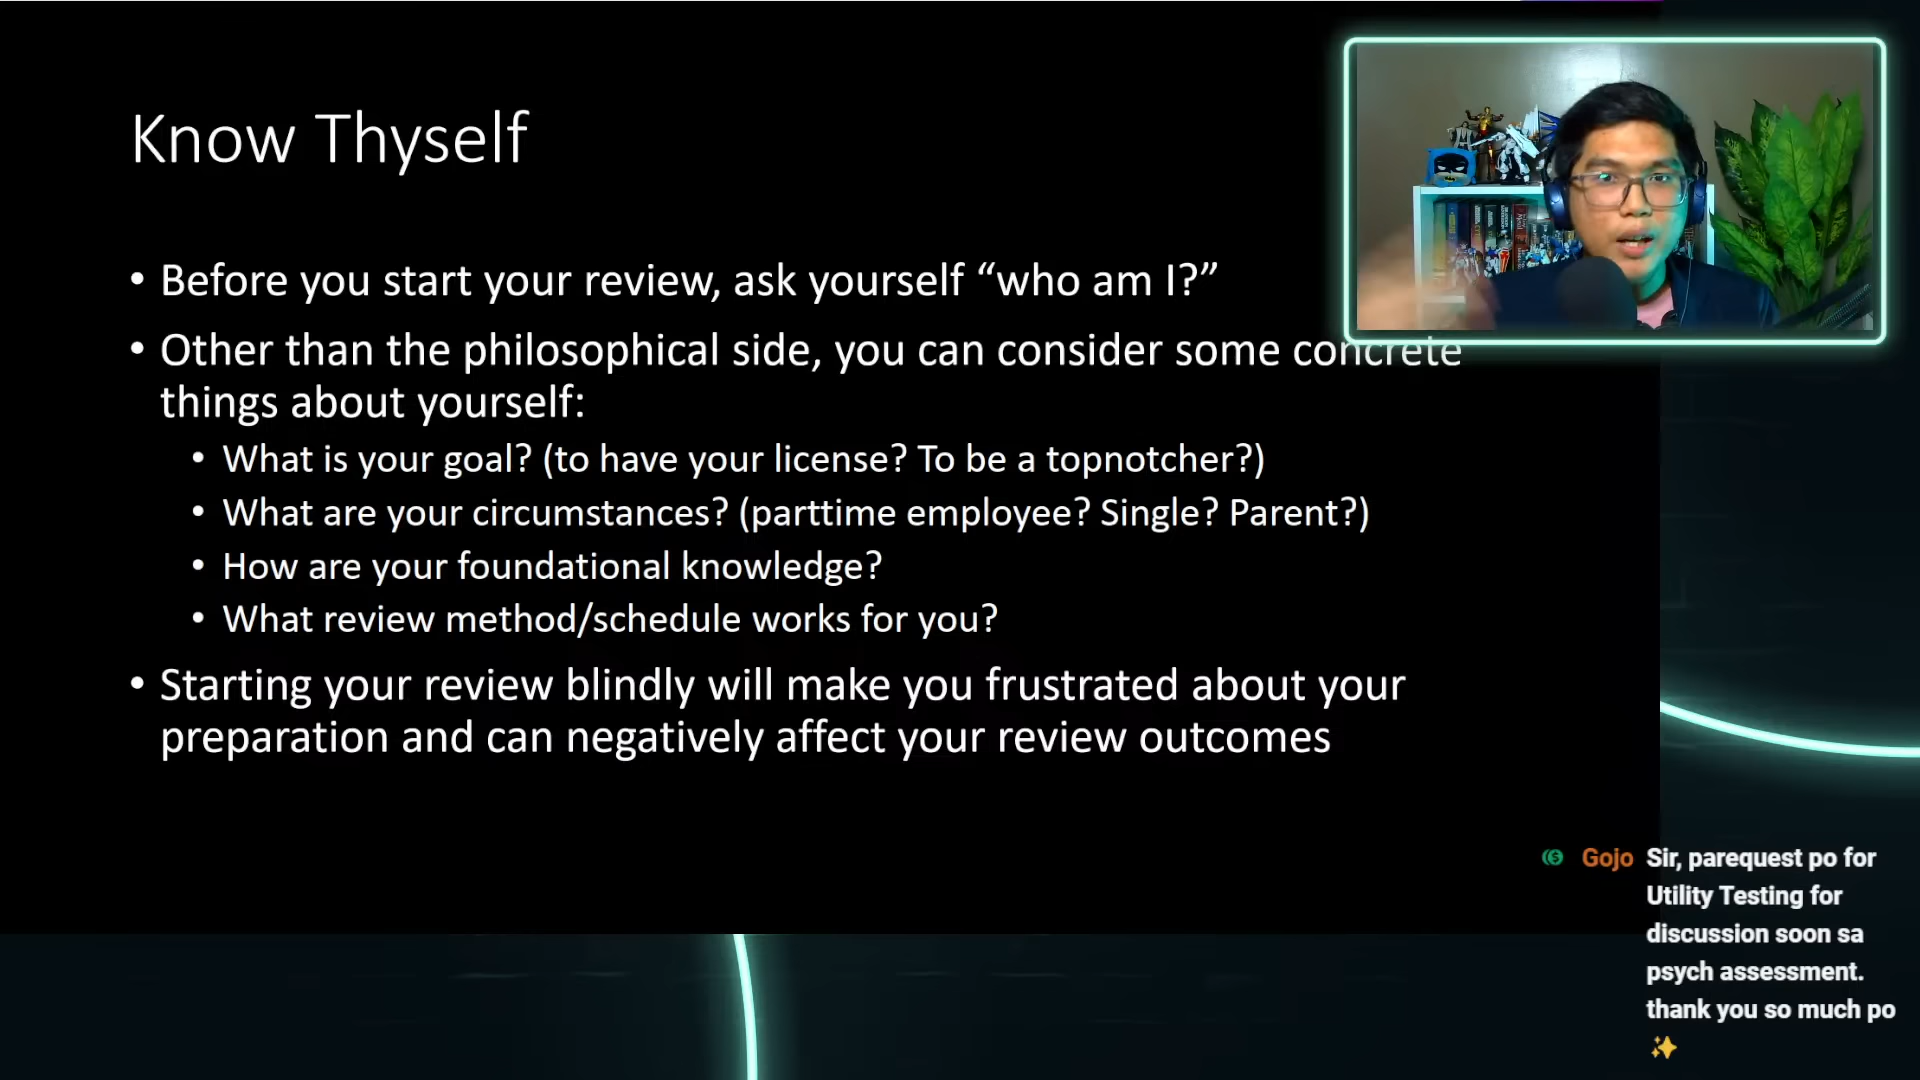 Know Thyself
• Before you start your review, ask yourself “who am I?”
• Other than the philosophical side, you can consider some concrete
things about yourself:
• What is your goal? (to have your license? To be a topnotcher?)
• What are your circumstances? (parttime employee? Single? Parent?)
• How are your foundational knowledge?
• What review method/schedule works for you?
• Starting your review blindly will make you frustrated about your
preparation and can negatively affect your review outcomes
Gojo Sir, parequest po for
Utility Testing for
discussion soon sa
psych assessment.
thank you so much po
✨